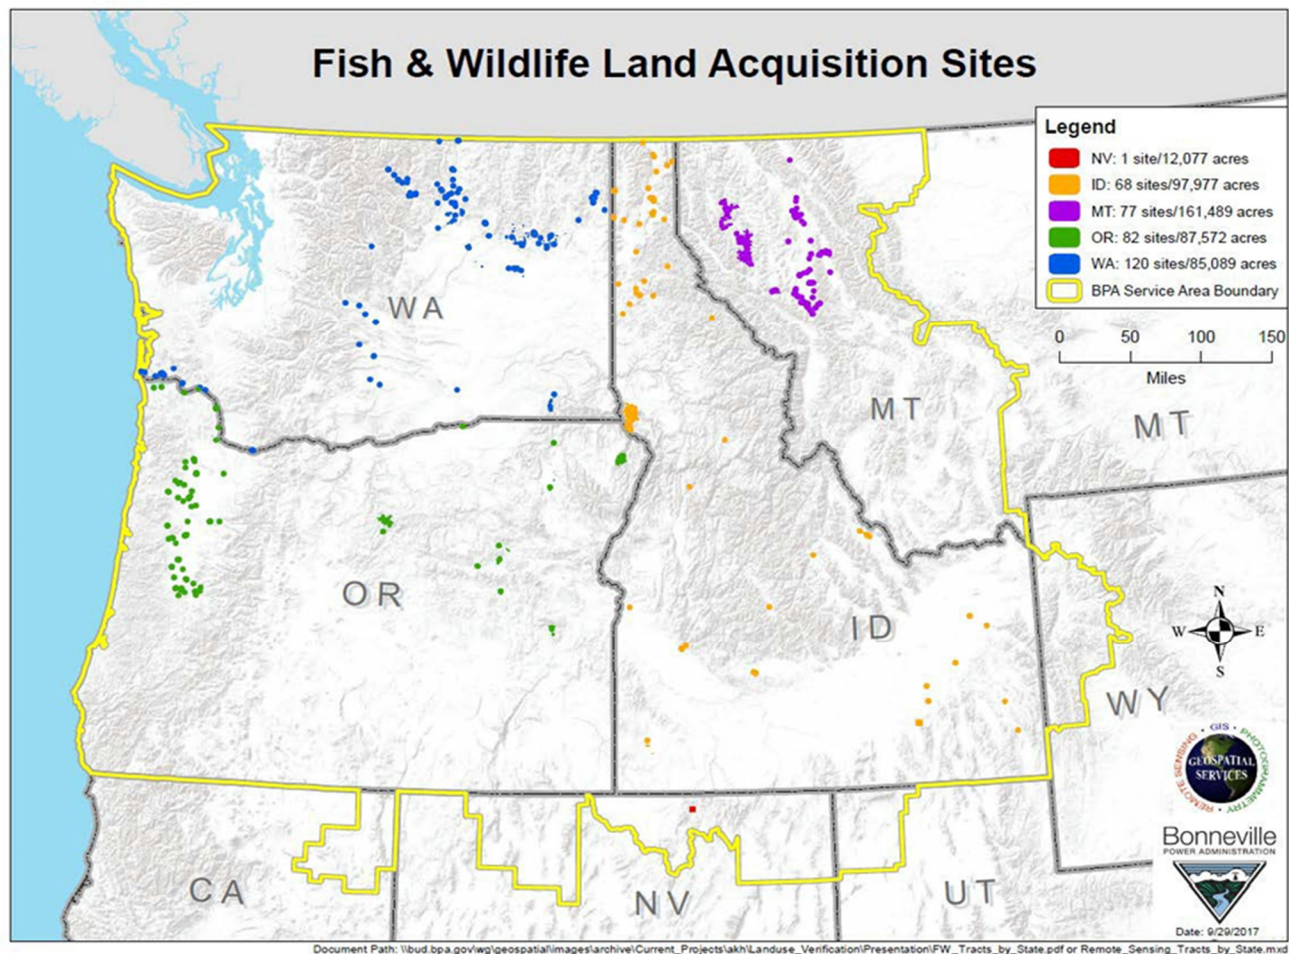 Fish & Wildlife Land Acquisition Sites
Legend
NV: 1 site/12,077 acres
ID: 68 sites/97,977 acres
MT: 77 sites/161,489 acres
OR: 82 sites/87,572 acres
WA: 120 sites/85,089 acres
BPA Service Area Boundary
0 50 100 150
Miles
WA
MT
MT
OR
ID
N
W E
S
WY
REMOTE SENSING • GIS • PHOTOGRAMMETRY •
GEOSPATIAL
SERVICES
Bonneville
POWER ADMINISTRATION
CA
NV
UT
Date: 9/29/2017
Document Path: \\bud.bpa.gov\wg\geospatial\images\archive\Current_Projects\akh\Landuse_Verification\Presentation\FW_Tracts_by_State.pdf or Remote_Sensing_Tracts_by_State.mxd